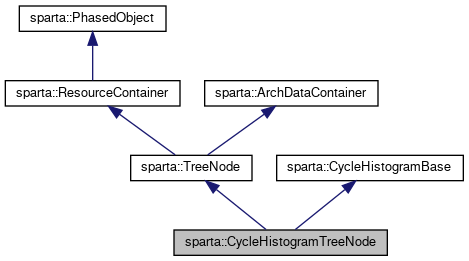 sparta::PhasedObject
sparta::ResourceContainer
sparta::ArchDataContainer
sparta::TreeNode
sparta::CycleHistogramBase
sparta::CycleHistogramTreeNode